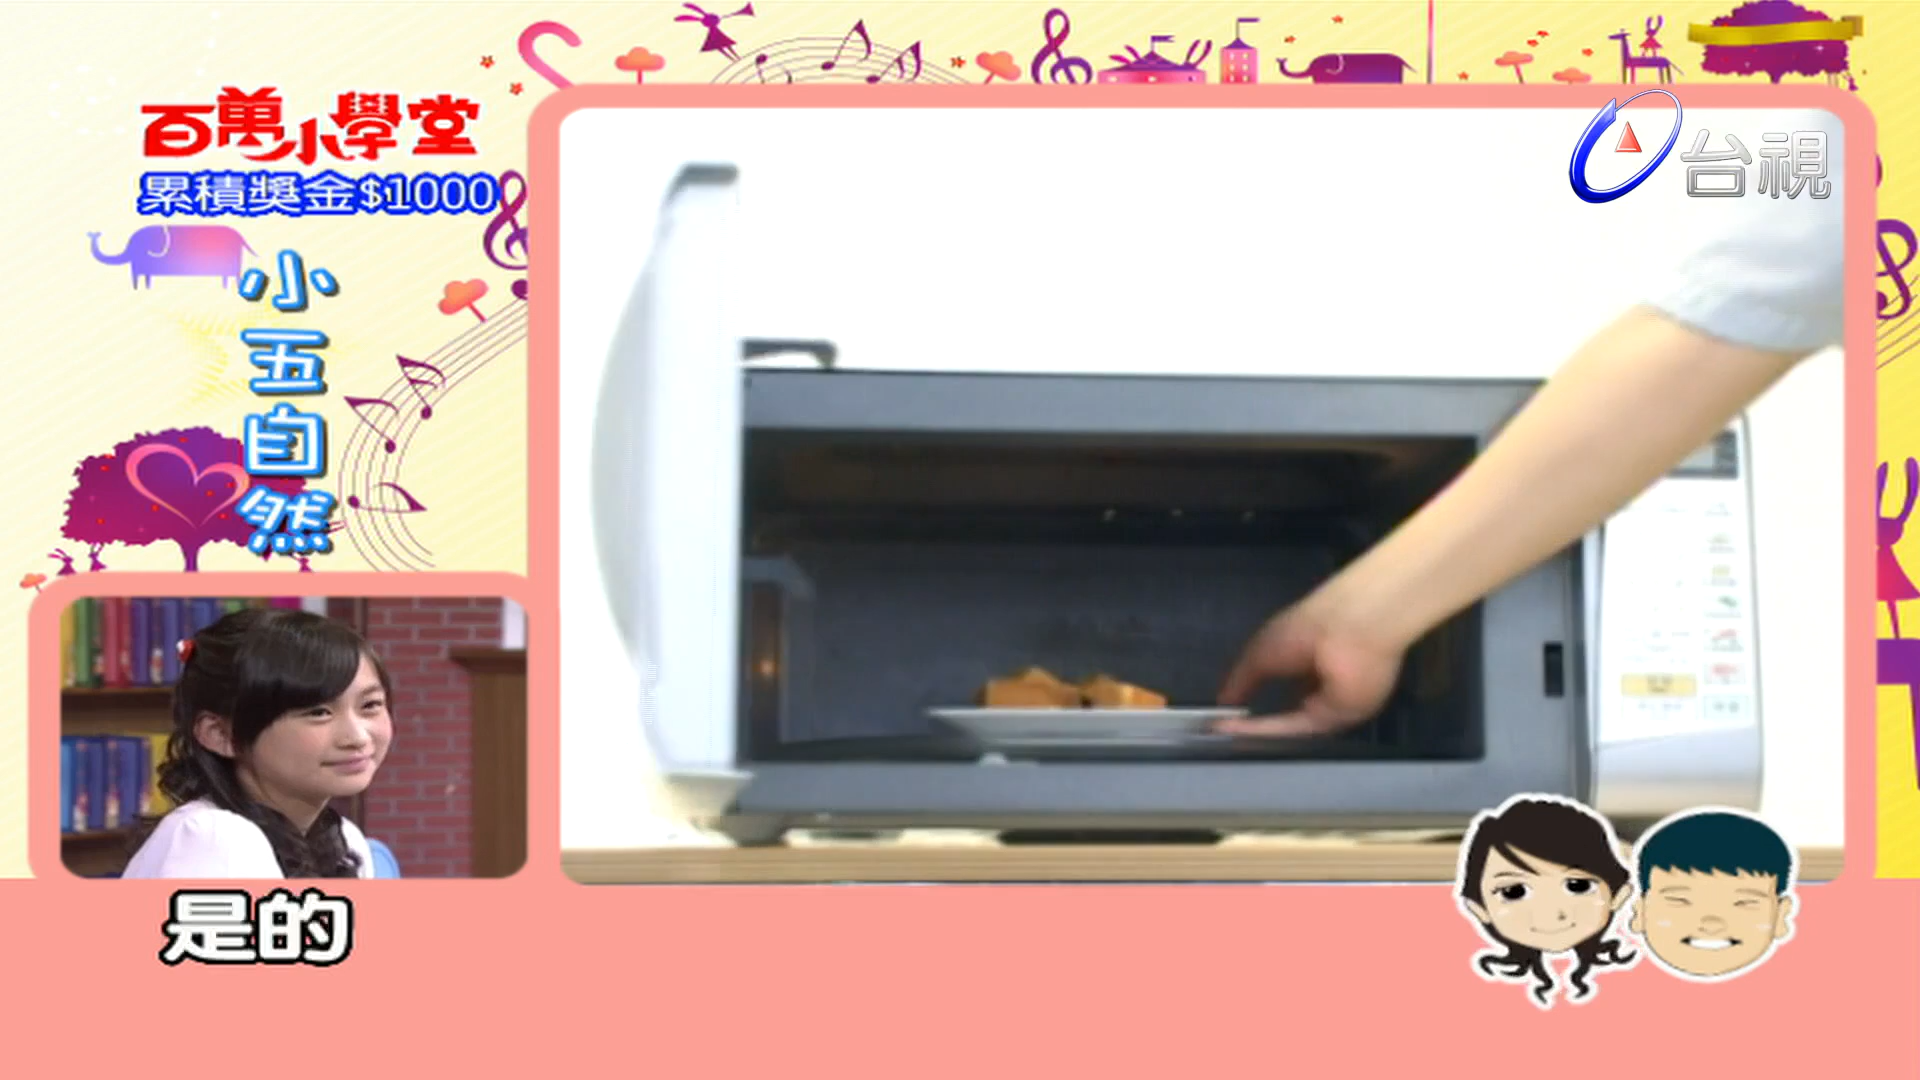 百萬小學堂
累積獎金$1000
小五自然
台視
是的